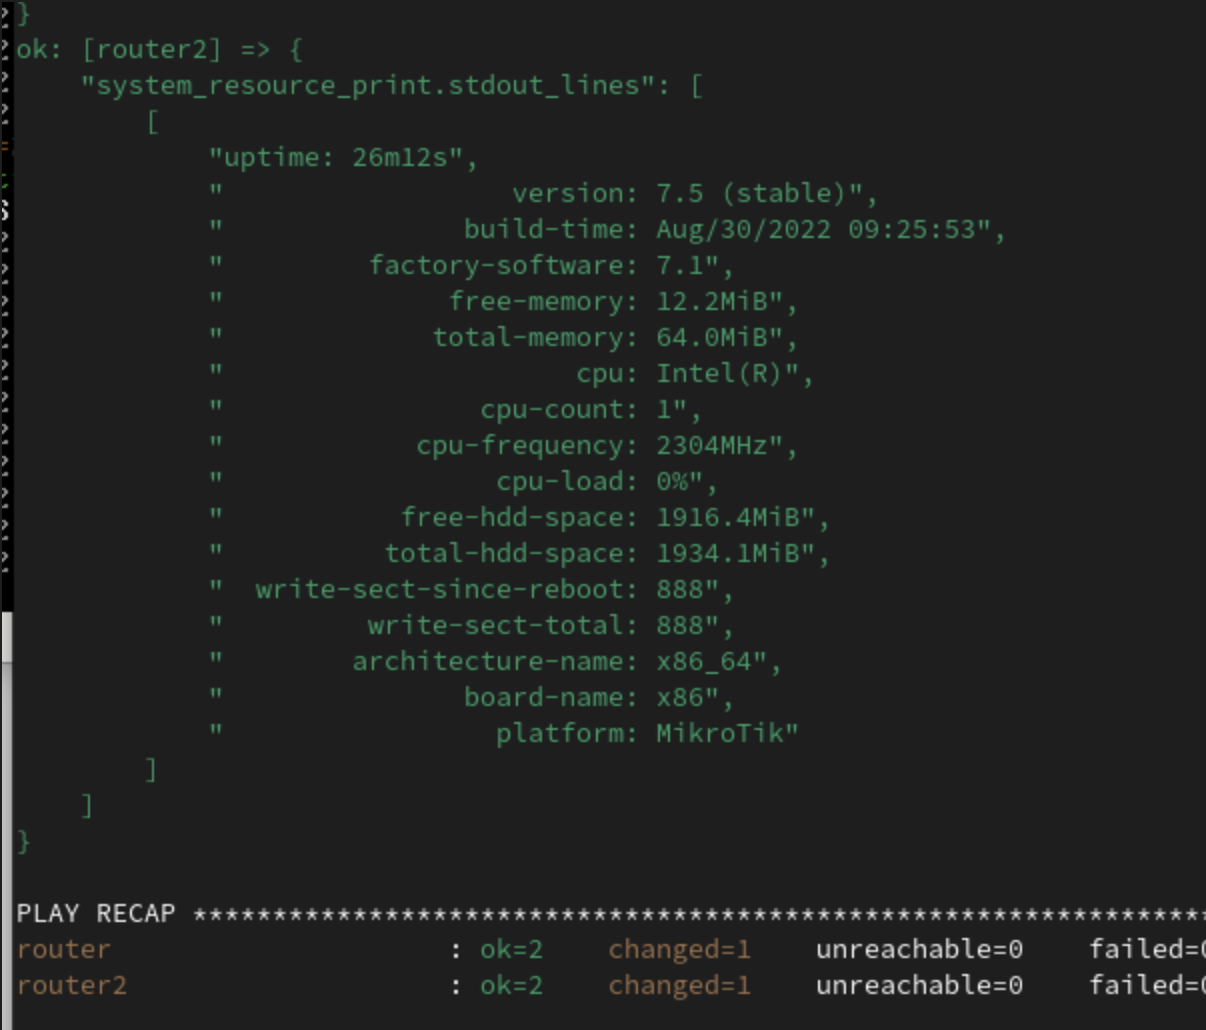 }
ok: [router2] => {
    "system_resource_print.stdout_lines": [
        [
            "uptime: 26m12s",
            "                  version: 7.5 (stable)",
            "               build-time: Aug/30/2022 09:25:53",
            "         factory-software: 7.1",
            "              free-memory: 12.2MiB",
            "             total-memory: 64.0MiB",
            "                      cpu: Intel(R)",
            "                cpu-count: 1",
            "            cpu-frequency: 2304MHz",
            "                 cpu-load: 0%",
            "           free-hdd-space: 1916.4MiB",
            "          total-hdd-space: 1934.1MiB",
            "  write-sect-since-reboot: 888",
            "         write-sect-total: 888",
            "        architecture-name: x86_64",
            "               board-name: x86",
            "                 platform: MikroTik"
        ]
    ]
}
PLAY RECAP ****************************************************************
router                     : ok=2    changed=1    unreachable=0    failed=0
router2                    : ok=2    changed=1    unreachable=0    failed=0